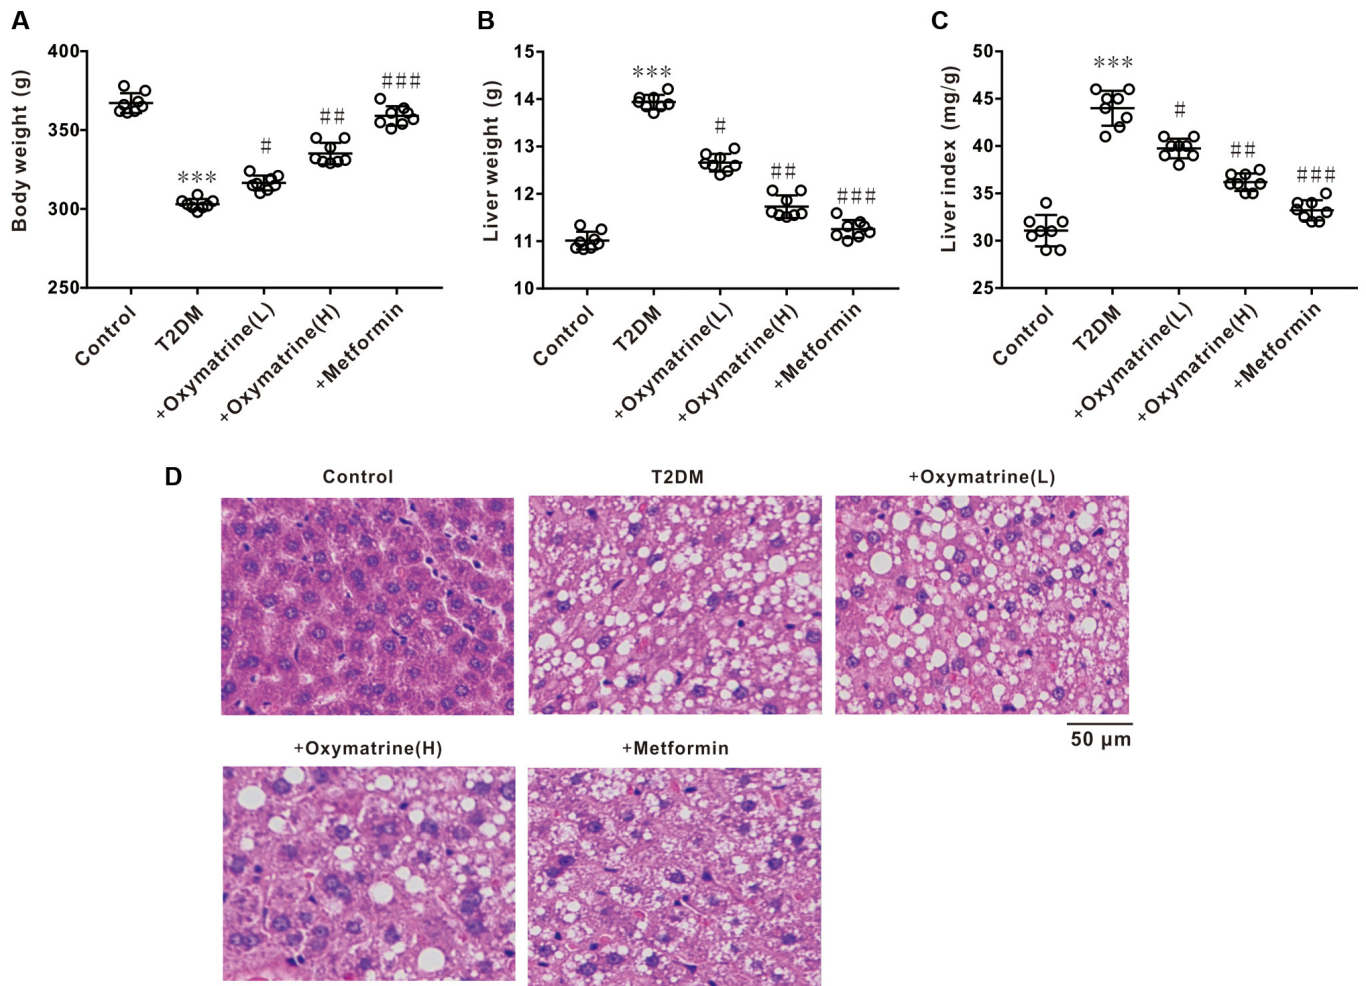 A
Body weight (g)
400
350
300
250
***
#
##
###
Control
T2DM
+Oxymatrine(L)
+Oxymatrine(H)
+Metformin
B
Liver weight (g)
15
14
13
12
11
10
***
#
##
###
Control
T2DM
+Oxymatrine(L)
+Oxymatrine(H)
+Metformin
C
Liver index (mg/g)
50
45
40
35
30
25
***
#
##
###
Control
T2DM
+Oxymatrine(L)
+Oxymatrine(H)
+Metformin
D
Control
T2DM
+Oxymatrine(L)
50 μm
+Oxymatrine(H)
+Metformin